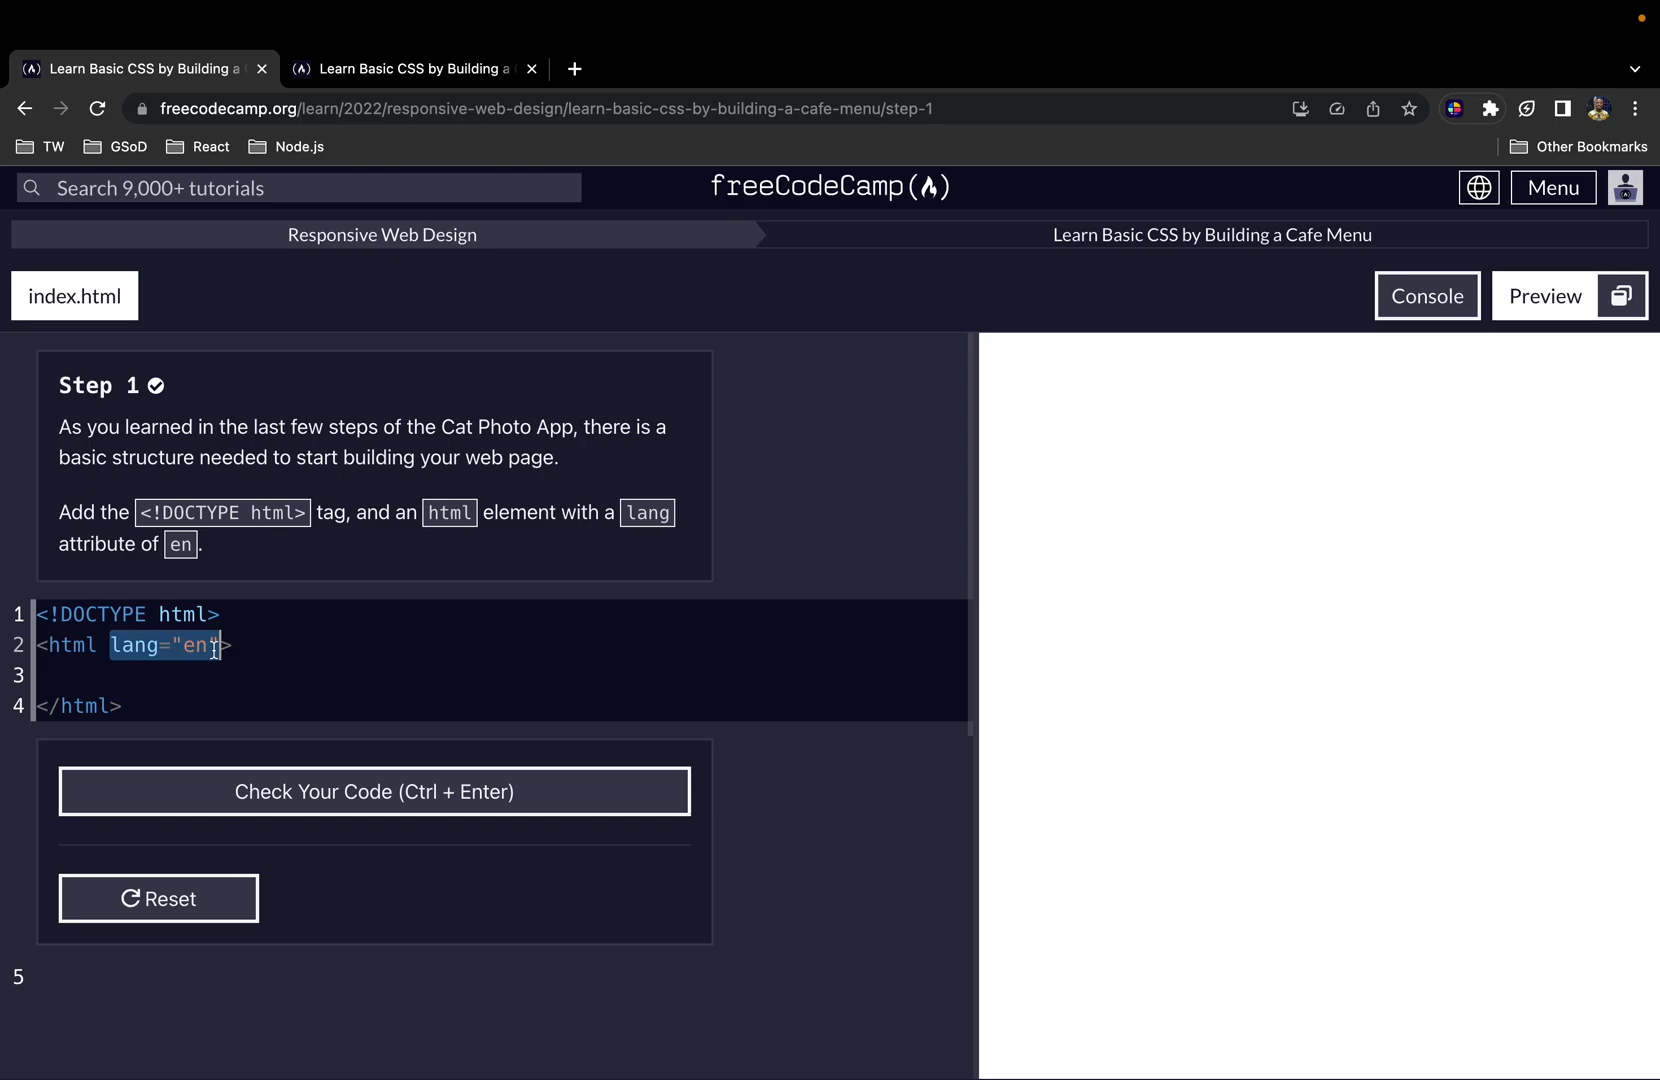 Learn Basic CSS by Building a
Learn Basic CSS by Building a
freecodecamp.org/learn/2022/responsive-web-design/learn-basic-css-by-building-a-cafe-menu/step-1
TW GSoD React Node.js Other Bookmarks
Search 9,000+ tutorials freeCodeCamp Menu
Responsive Web Design Learn Basic CSS by Building a Cafe Menu
index.html Console Preview
Step 1
As you learned in the last few steps of the Cat Photo App, there is a
basic structure needed to start building your web page.
Add the <!DOCTYPE html> tag, and an html element with a lang
attribute of en.
1 <!DOCTYPE html>
2 <html lang="en">
3
4 </html>
Check Your Code (Ctrl + Enter)
Reset
5